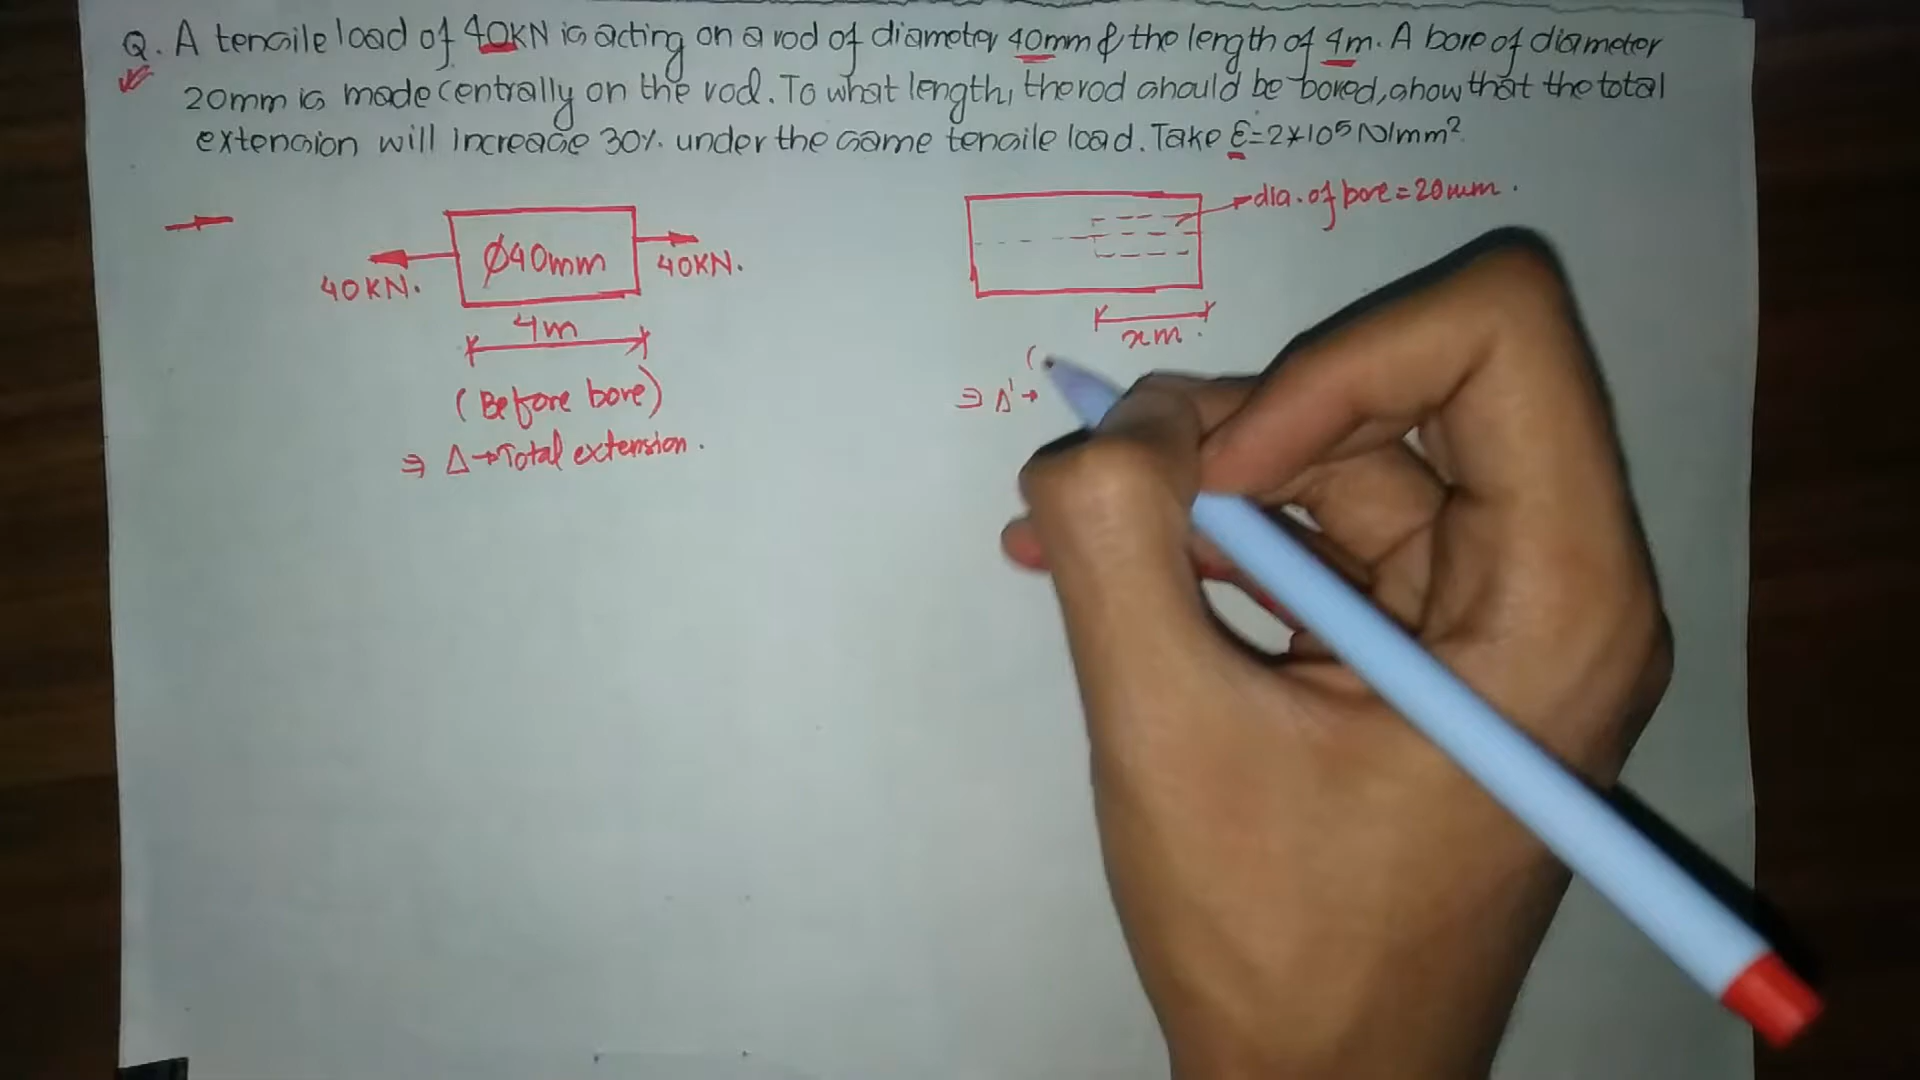 Q. A tensile load of 40KN is acting on a rod of diameter 40mm & the length of 4m. A bore of diameter
20mm is made centrally on the rod. To what length, the rod should be bored, show that the total
extension will increase 30%. under the same tensile load. Take E=2*10⁵N/mm².
dia. of bore = 20mm.
Ø40mm
40KN.
40KN.
4m
xm.
(Before bore)
(
⇒ Δ' →
⇒ Δ→Total extension.